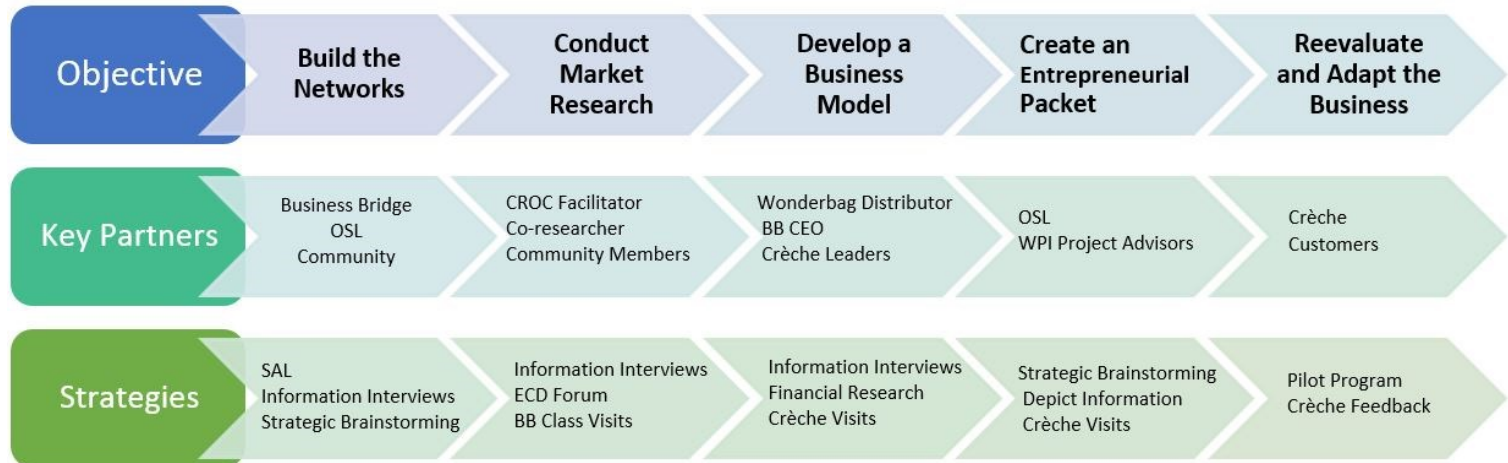 Objective
Build the
Networks
Conduct
Market
Research
Develop a
Business
Model
Create an
Entrepreneurial
Packet
Reevaluate
and Adapt the
Business
Key Partners
Business Bridge
OSL
Community
CROC Facilitator
Co-researcher
Community Members
Wonderbag Distributor
BB CEO
Crèche Leaders
OSL
WPI Project Advisors
Crèche
Customers
Strategies
SAL
Information Interviews
Strategic Brainstorming
Information Interviews
ECD Forum
BB Class Visits
Information Interviews
Financial Research
Crèche Visits
Strategic Brainstorming
Depict Information
Crèche Visits
Pilot Program
Crèche Feedback